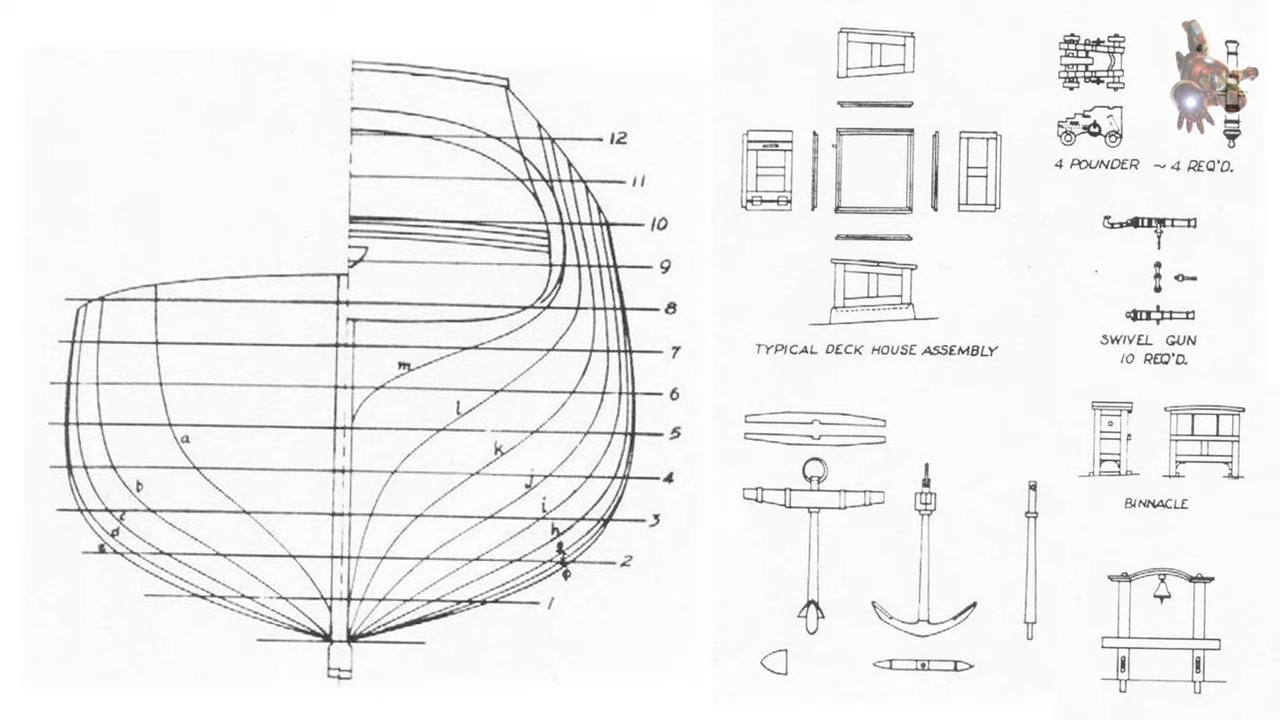 12
11
10
9
8
7
6
5
4
3
2
1
m
l
k
j
i
h
g
a
b
c
d
e
4 POUNDER ~ 4 REQ'D.
SWIVEL GUN
10 REQ'D.
TYPICAL DECK HOUSE ASSEMBLY
BINNACLE